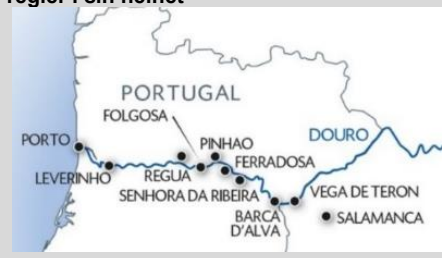 PORTUGAL
FOLGOSA
PORTO
PINHAO
DOURO
FERRADOSA
LEVERINHO
REGUA
SENHORA DA RIBEIRA
VEGA DE TERON
BARCA
D'ALVA
SALAMANCA